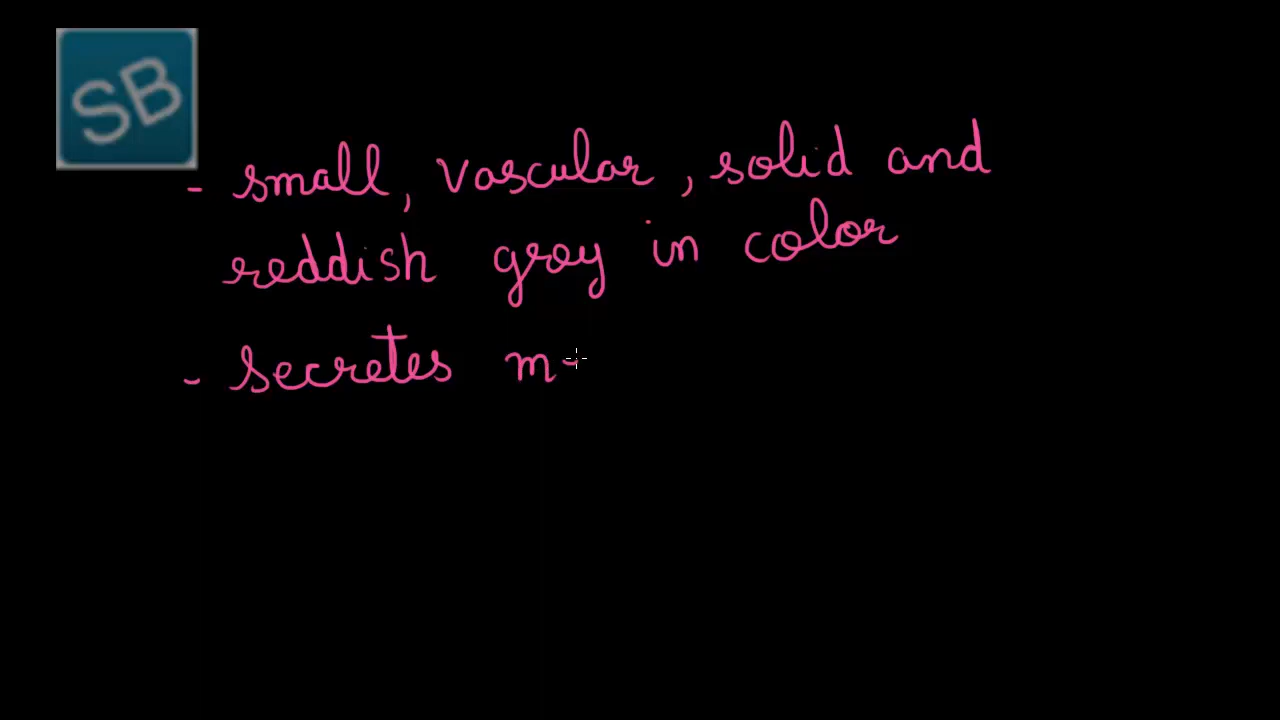 SB
- small, vascular, solid and
reddish grey in color
- secretes m